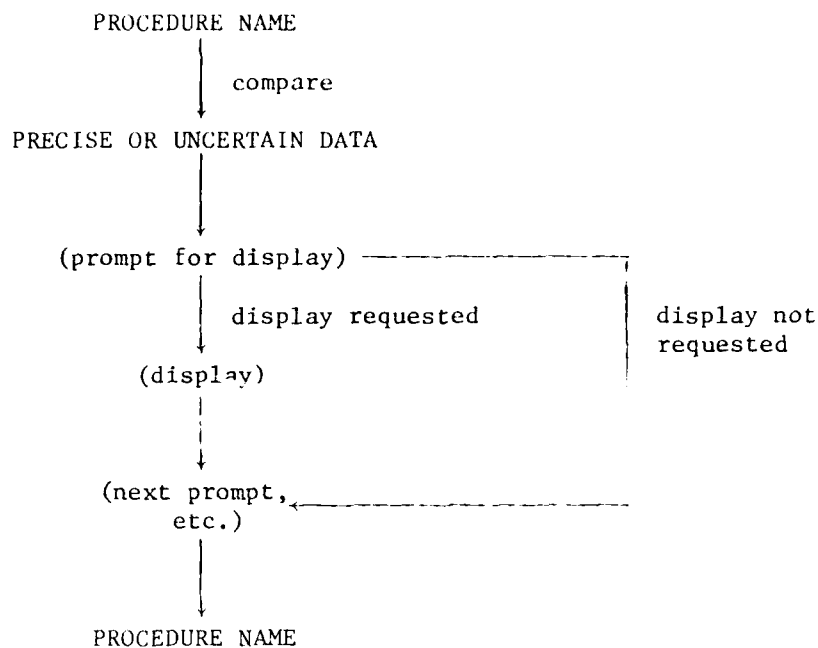 PROCEDURE NAME
compare
PRECISE OR UNCERTAIN DATA
(prompt for display)
display requested
display not
requested
(display)
(next prompt,
etc.)
PROCEDURE NAME